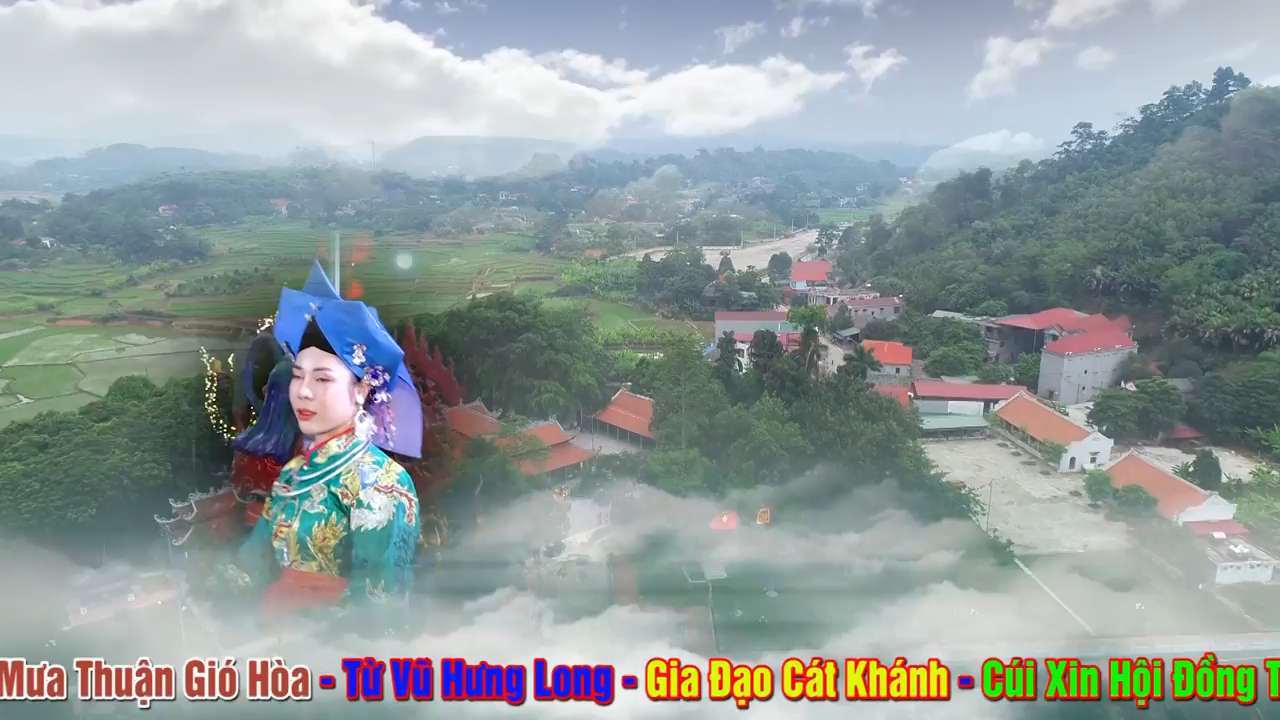 Mưa Thuận Gió Hòa - Từ Vũ Hưng Long - Gia Đạo Cát Khánh - Cúi Xin Hội Đồng T